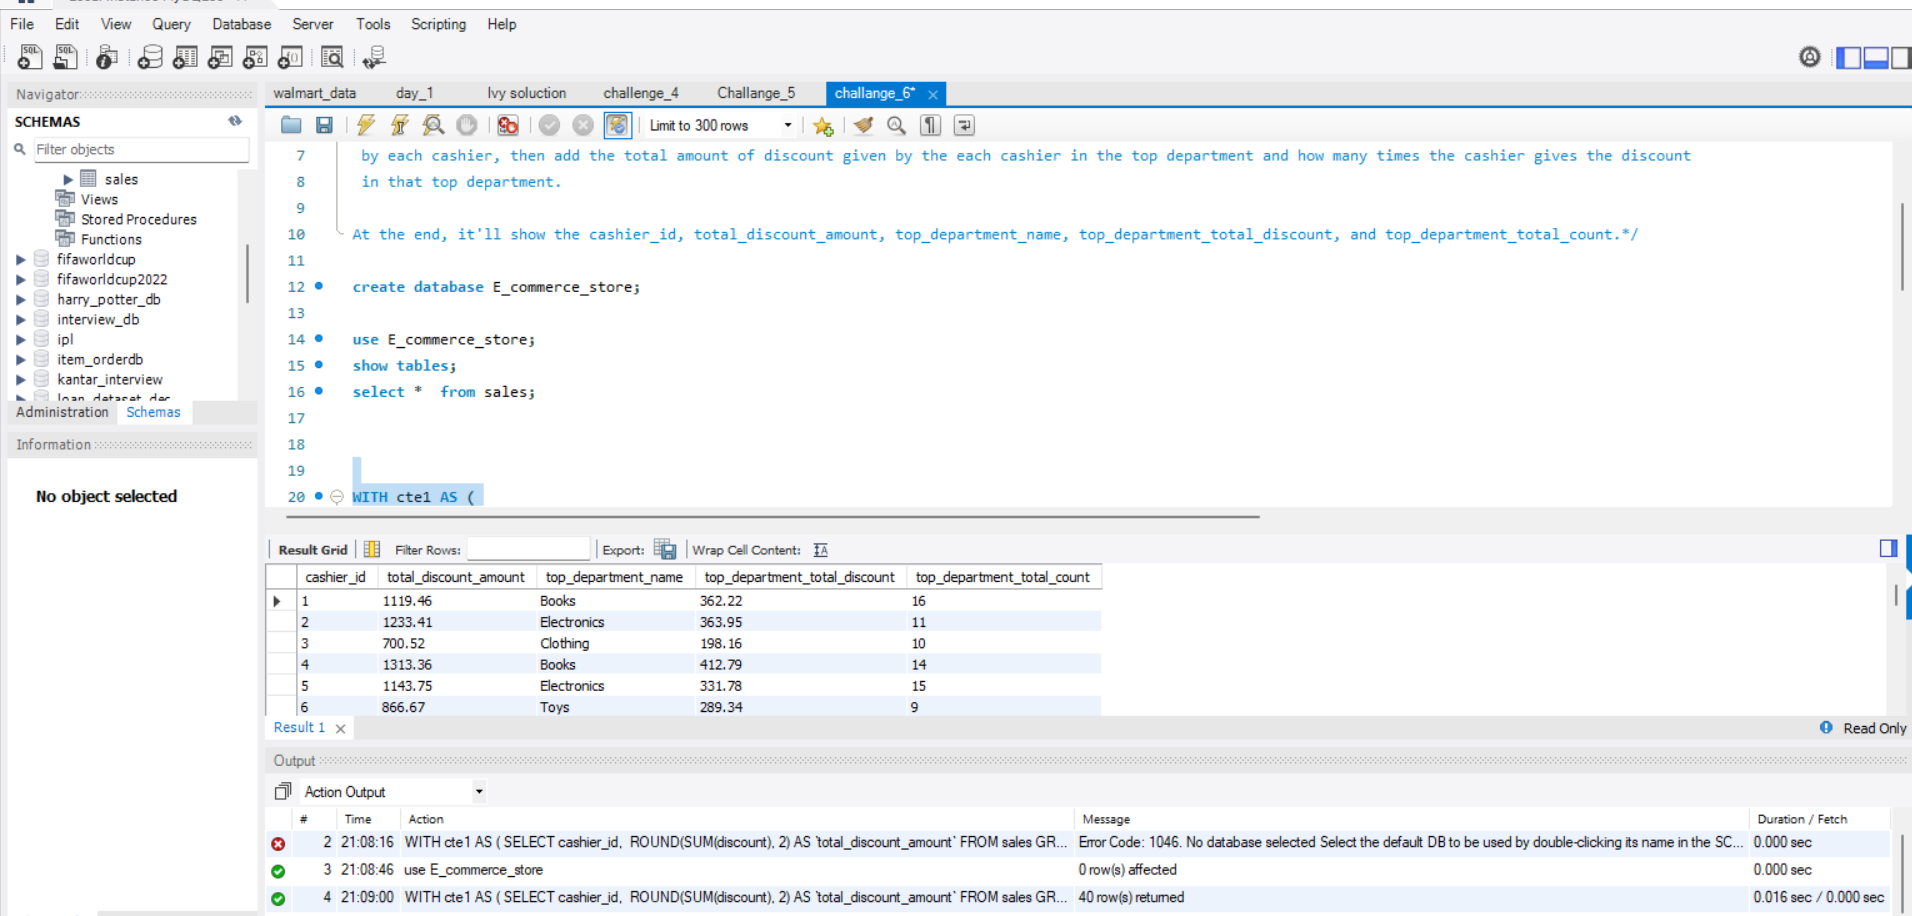 File Edit View Query Database Server Tools Scripting Help
Navigator
SCHEMAS
Filter objects
sales
Views
Stored Procedures
Functions
fifaworldcup
fifaworldcup2022
harry_potter_db
interview_db
ipl
item_orderdb
kantar_interview
loan_detaset_dec
Administration Schemas
Information
No object selected
walmart_data day_1 lvy soluction challenge_4 Challange_5 challange_6*
Limit to 300 rows
7 by each cashier, then add the total amount of discount given by the each cashier in the top department and how many times the cashier gives the discount
8 in that top department.
9
10 At the end, it'll show the cashier_id, total_discount_amount, top_department_name, top_department_total_discount, and top_department_total_count.*/
11
12 create database E_commerce_store;
13
14 use E_commerce_store;
15 show tables;
16 select * from sales;
17
18
19
20 WITH cte1 AS (
Result Grid Filter Rows: Export: Wrap Cell Content: IA
cashier_id total_discount_amount top_department_name top_department_total_discount top_department_total_count
1 1119.46 Books 362.22 16
2 1233.41 Electronics 363.95 11
3 700.52 Clothing 198.16 10
4 1313.36 Books 412.79 14
5 1143.75 Electronics 331.78 15
6 866.67 Toys 289.34 9
Result 1 Read Only
Output
Action Output
# Time Action Message Duration / Fetch
2 21:08:16 WITH cte1 AS ( SELECT cashier_id, ROUND(SUM(discount), 2) AS `total_discount_amount` FROM sales GR... Error Code: 1046. No database selected Select the default DB to be used by double-clicking its name in the SC... 0.000 sec
3 21:08:46 use E_commerce_store 0 row(s) affected 0.000 sec
4 21:09:00 WITH cte1 AS ( SELECT cashier_id, ROUND(SUM(discount), 2) AS `total_discount_amount` FROM sales GR... 40 row(s) returned 0.016 sec / 0.000 sec